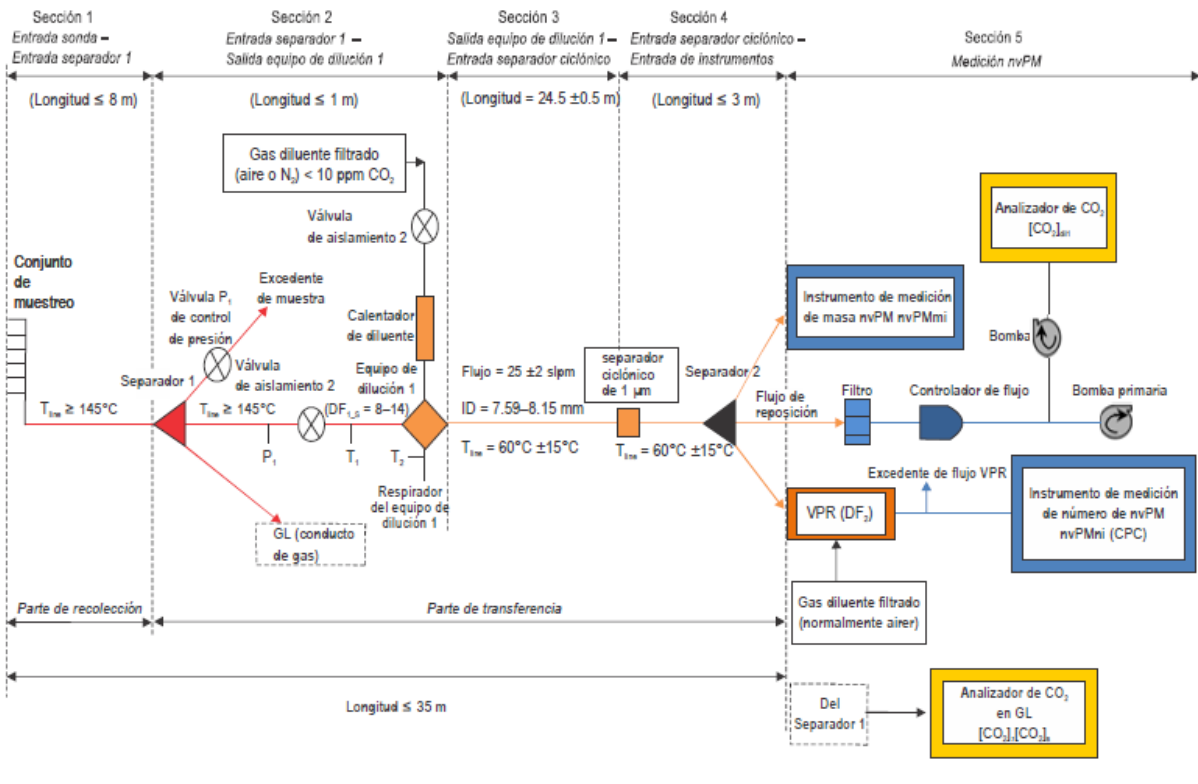 Sección 1
Entrada sonda –
Entrada separador 1
(Longitud ≤ 8 m)
Sección 2
Entrada separador 1 –
Salida equipo de dilución 1
(Longitud ≤ 1 m)
Sección 3
Salida equipo de dilución 1 –
Entrada separador ciclónico
(Longitud = 24.5 ±0.5 m)
Sección 4
Entrada separador ciclónico –
Entrada de instrumentos
(Longitud ≤ 3 m)
Sección 5
Medición nvPM
Gas diluente filtrado
(aire o N₂) < 10 ppm CO₂
Válvula
de aislamiento 2
Analizador de CO₂
[CO₂]
Conjunto
de
muestreo
Válvula P₁
de control
de presión
Excedente
de muestra
Calentador
de diluente
Instrumento de medición
de masa nvPM nvPMmi
Bomba
Separador 1
Válvula
de aislamiento 2
Equipo de
dilución 1
(DF₁_S = 8–14)
Flujo = 25 ±2 slpm
separador
ciclónico
de 1 µm
Separador 2
Flujo de
reposición
Filtro
Controlador de flujo
Bomba primaria
T_line ≥ 145°C
T_line ≥ 145°C
ID = 7.59–8.15 mm
T_line = 60°C ±15°C
T_line = 60°C ±15°C
P₁
T₁
T₂
Respirador
del equipo de
dilución 1
GL (conducto
de gas)
Excedente de flujo VPR
VPR (DF₂)
Instrumento de medición
de número de nvPM
nvPMni (CPC)
Gas diluente filtrado
(normalmente airer)
Parte de recolección
Parte de transferencia
Longitud ≤ 35 m
Del
Separador 1
Analizador de CO₂
en GL
[CO₂],[CO₂]